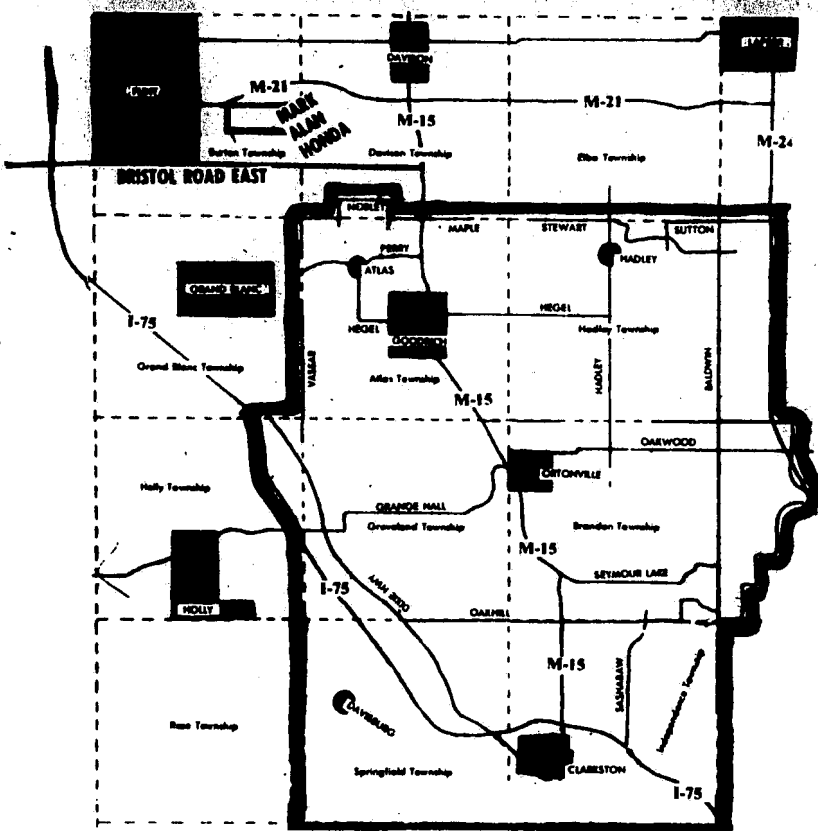 FLINT
DAVISON
LAPEER
M-21
M-21
MARK
ALAN
HONDA
M-15
M-24
Burton Township
Davison Township
Elba Township
BRISTOL ROAD EAST
HORLEY
MAPLE
STEWART
SUTTON
PERRY
ATLAS
HADLEY
GRAND BLANC
I-75
HEGEL
HEGEL
GOODRICH
Hadley Township
Grand Blanc Township
VASSAR
Atlas Township
HADLEY
BALDWIN
M-15
OAKWOOD
ORTONVILLE
Holly Township
GRANGE HALL
Groveland Township
Brandon Township
M-15
SEYMOUR LAKE
I-75
DIXIE HWY
HOLLY
OAKHILL
M-15
SASHABAW
Independence Township
Rose Township
DAVISBURG
Springfield Township
CLARKSTON
I-75